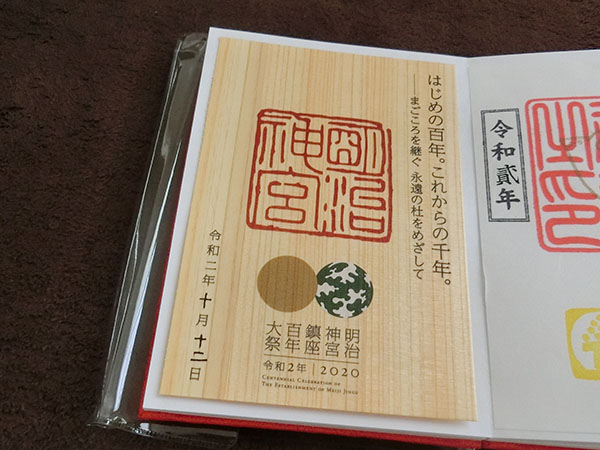 はじめの百年。これからの千年。
――まごころを継ぐ 永遠の杜をめざして
明治
神宮
明治
神宮
鎮座
百年
大祭
令和2年 | 2020
CENTENNIAL CELEBRATION OF
THE ESTABLISHMENT OF MEIJI JINGU
令和二年十月十二日
令和貳年